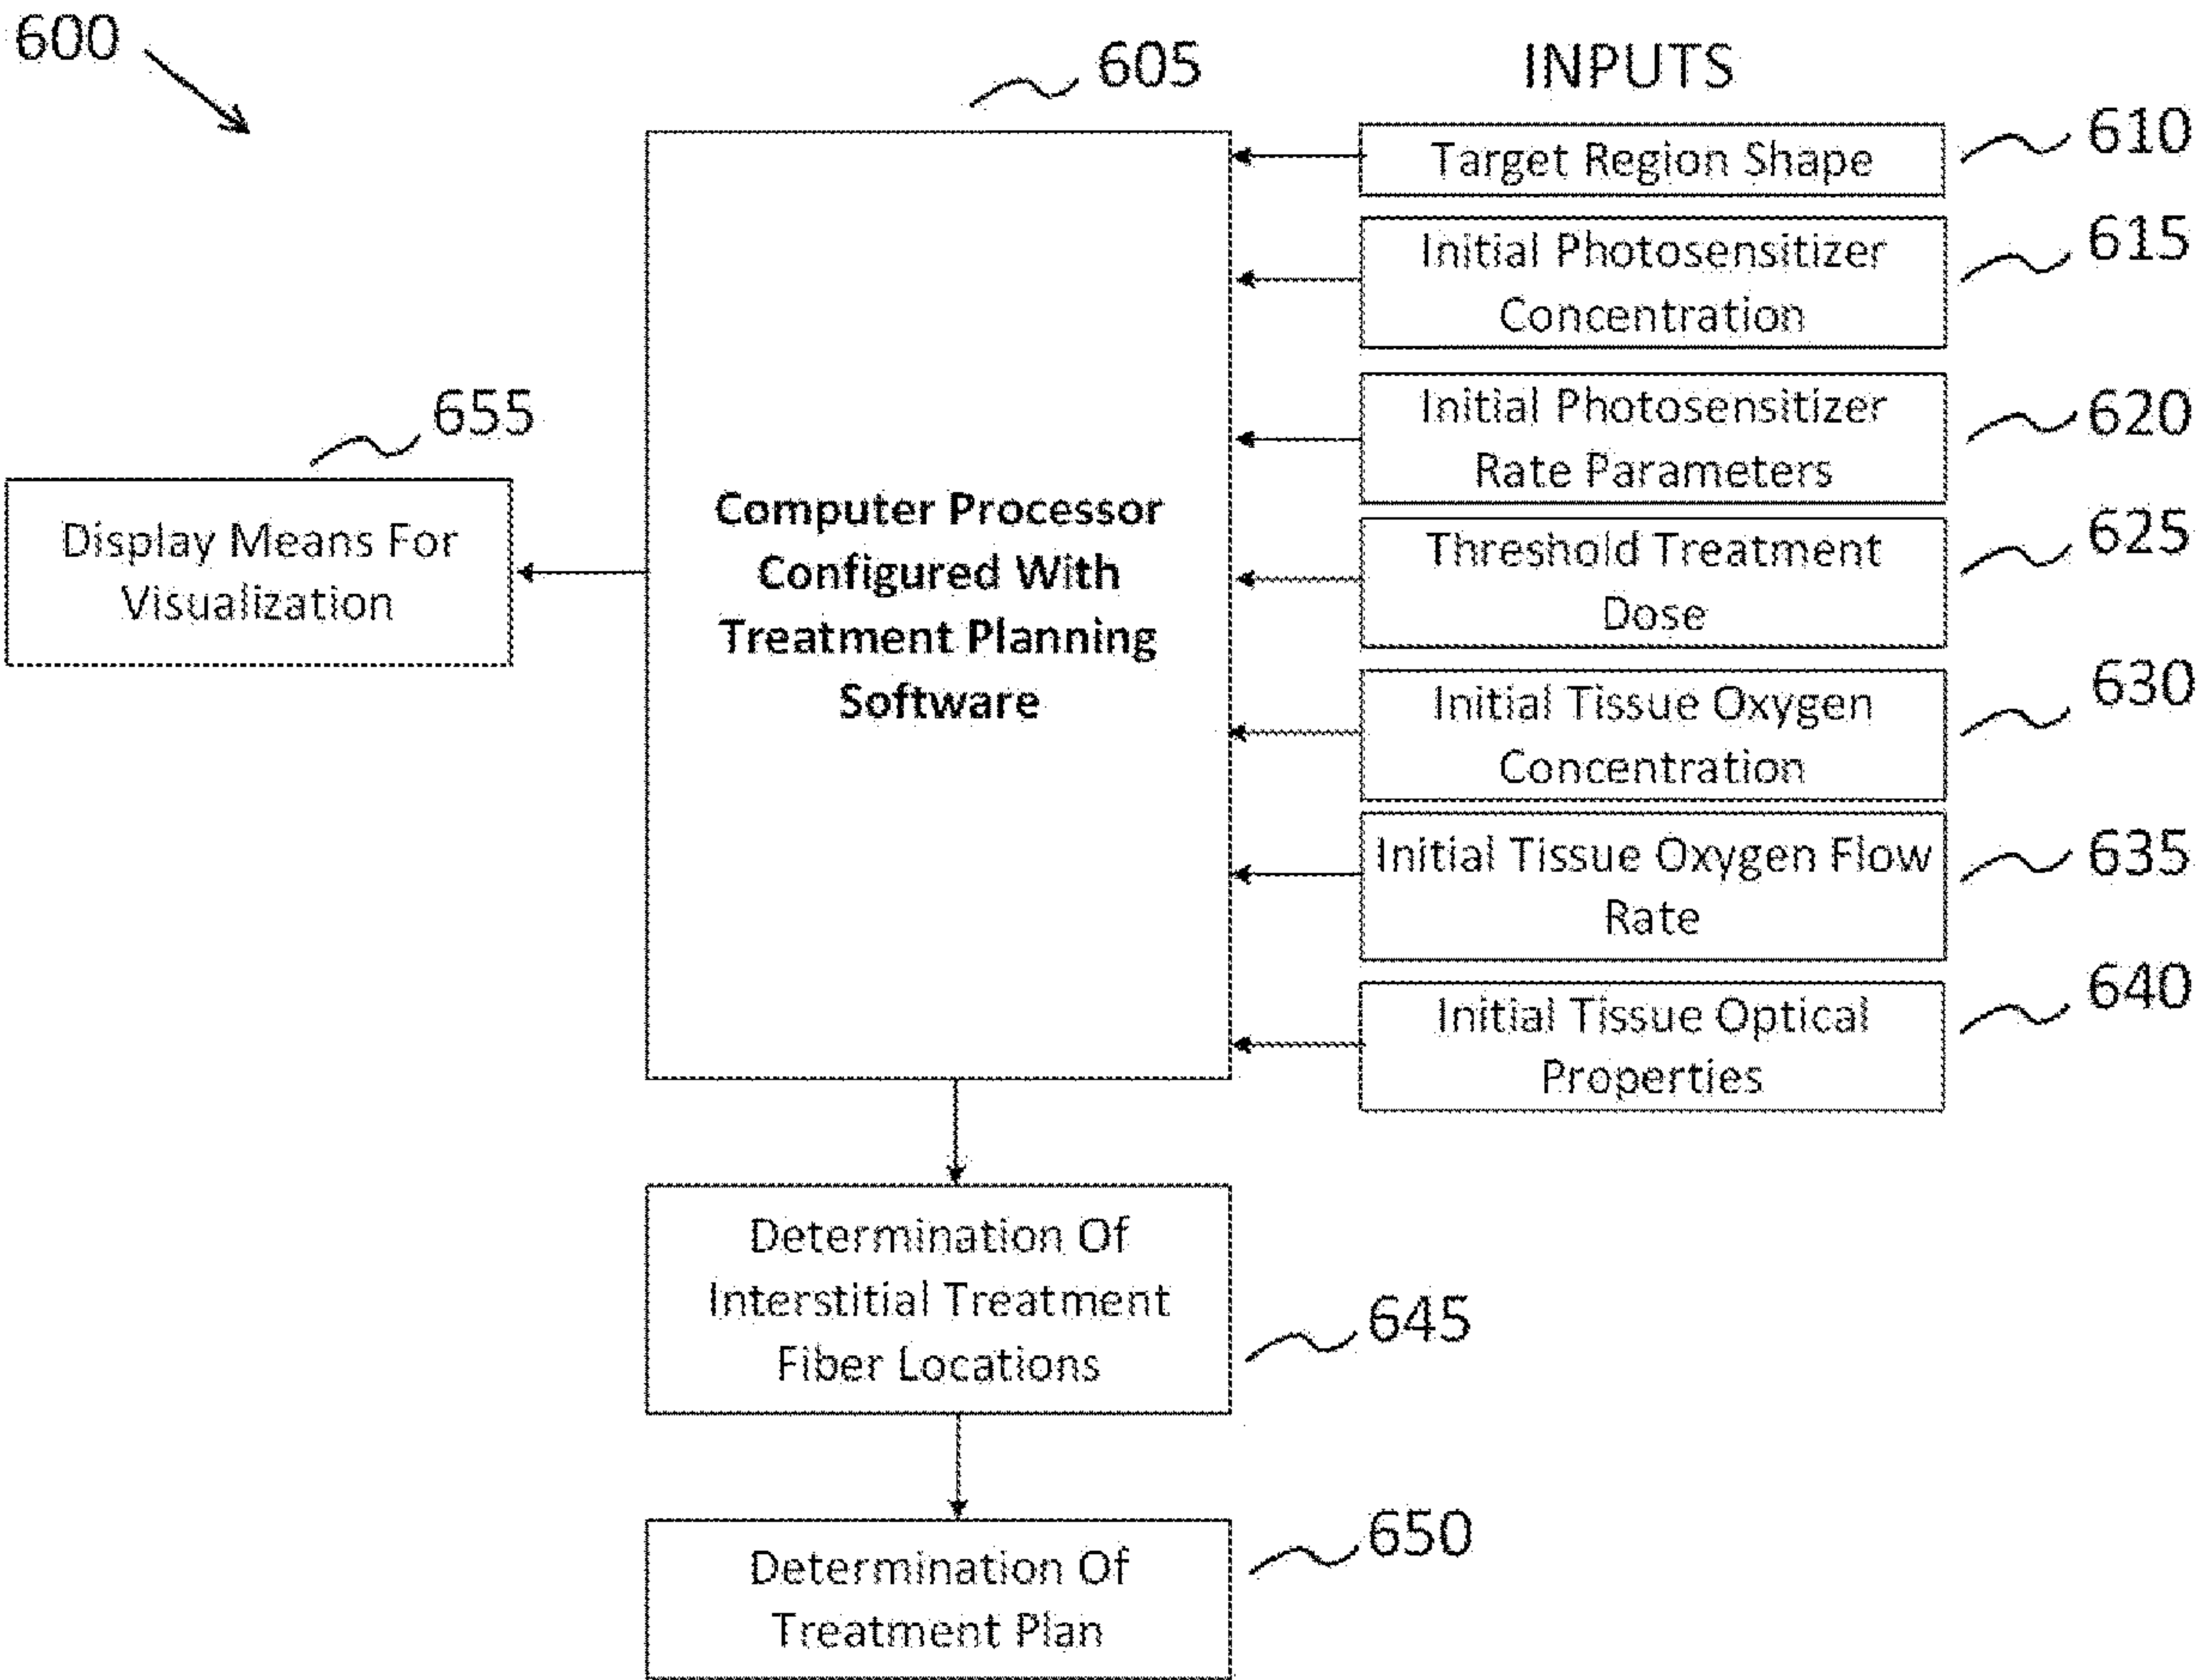 600
605
INPUTS
Target Region Shape
610
Initial Photosensitizer
Concentration
615
Initial Photosensitizer
Rate Parameters
620
Threshold Treatment
Dose
625
Initial Tissue Oxygen
Concentration
630
Initial Tissue Oxygen Flow
Rate
635
Initial Tissue Optical
Properties
640
Computer Processor
Configured With
Treatment Planning
Software
655
Display Means For
Visualization
Determination Of
Interstitial Treatment
Fiber Locations
645
Determination Of
Treatment Plan
650